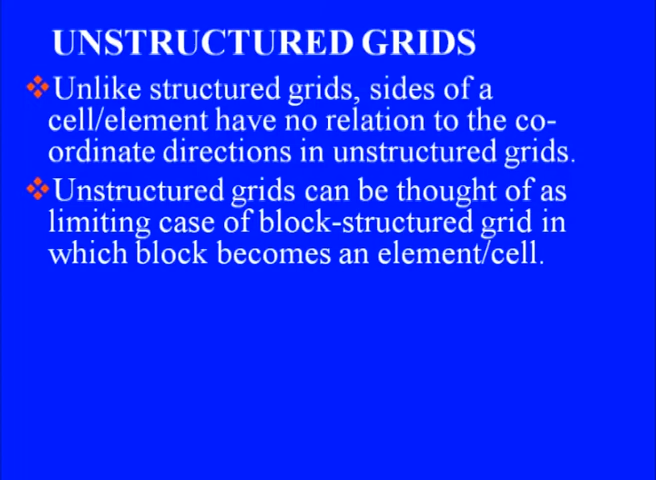 UNSTRUCTURED GRIDS
❖Unlike structured grids, sides of a
cell/element have no relation to the co-
ordinate directions in unstructured grids.
❖Unstructured grids can be thought of as
limiting case of block-structured grid in
which block becomes an element/cell.